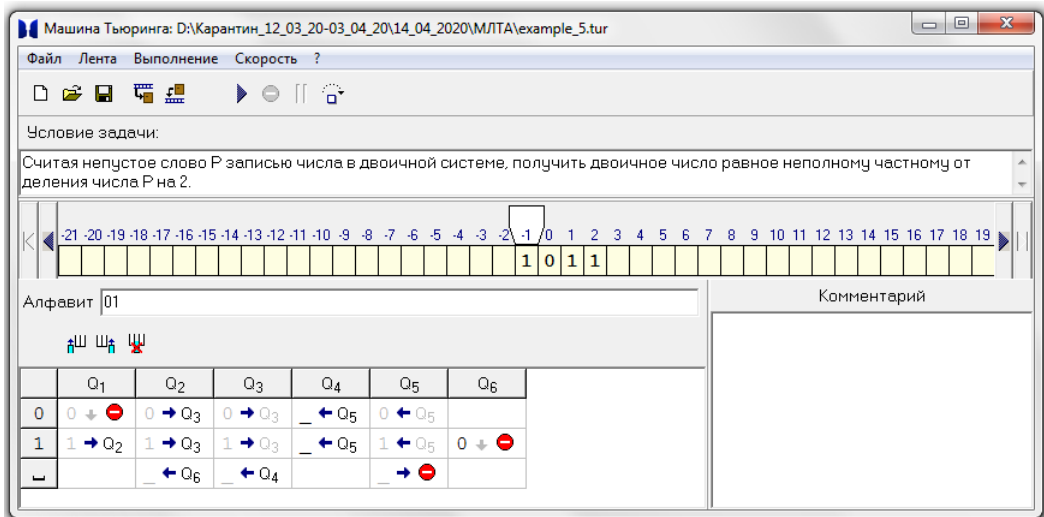 Машина Тьюринга: D:\Карантин_12_03_20-03_04_20\14_04_2020\МЛТА\example_5.tur
Файл Лента Выполнение Скорость ?
Условие задачи:
Считая непустое слово P записью числа в двоичной системе, получить двоичное число равное неполному частному от
деления числа P на 2.
-21 -20 -19 -18 -17 -16 -15 -14 -13 -12 -11 -10 -9 -8 -7 -6 -5 -4 -3 -2 -1 0 1 2 3 4 5 6 7 8 9 10 11 12 13 14 15 16 17 18 19
1 0 1 1
Алфавит 01
Комментарий
Q1 Q2 Q3 Q4 Q5 Q6
0 0 0 → Q3 0 → Q3 _ ← Q5 0 ← Q5
1 1 → Q2 1 → Q3 1 → Q3 _ ← Q5 1 ← Q5 0
_ ← Q6 _ ← Q4 _ →